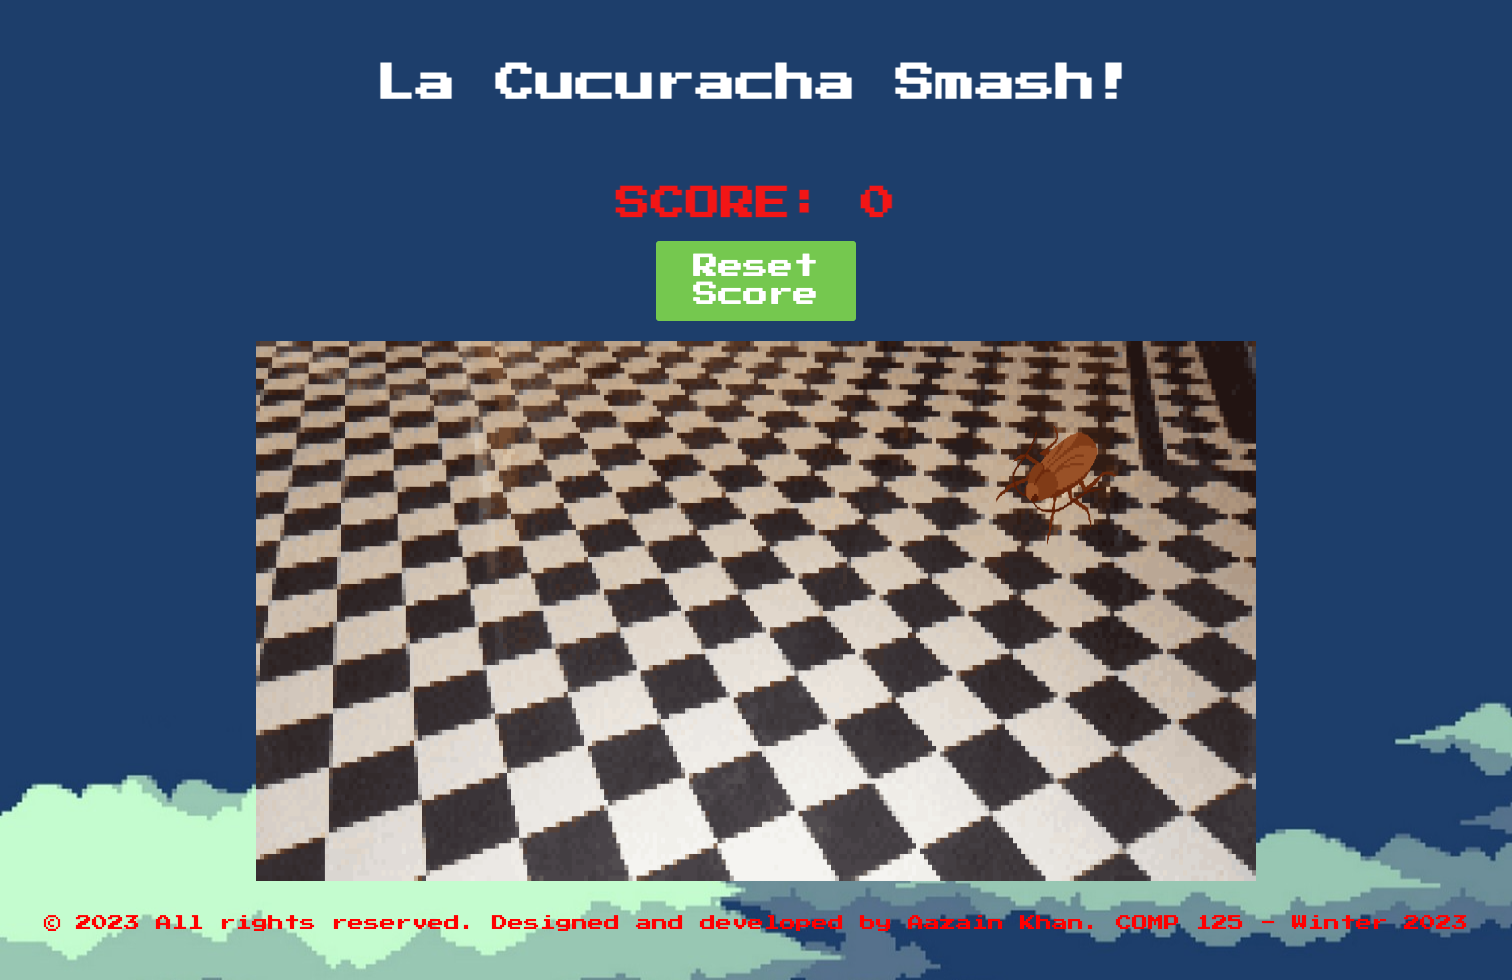 La Cucuracha Smash!
SCORE: 0
Reset
Score
© 2023 All rights reserved. Designed and developed by Aazain Khan. COMP 125 - Winter 2023